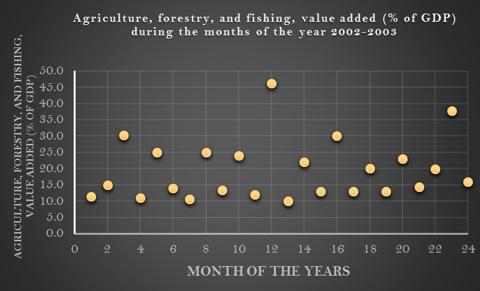 Agriculture, forestry, and fishing, value added (% of GDP)
during the months of the year 2002-2003
AGRICULTURE, FORESTRY, AND FISHING,
VALUE ADDED (% OF GDP)
50.0
45.0
40.0
35.0
30.0
25.0
20.0
15.0
10.0
5.0
0.0
0 2 4 6 8 10 12 14 16 18 20 22 24
MONTH OF THE YEARS